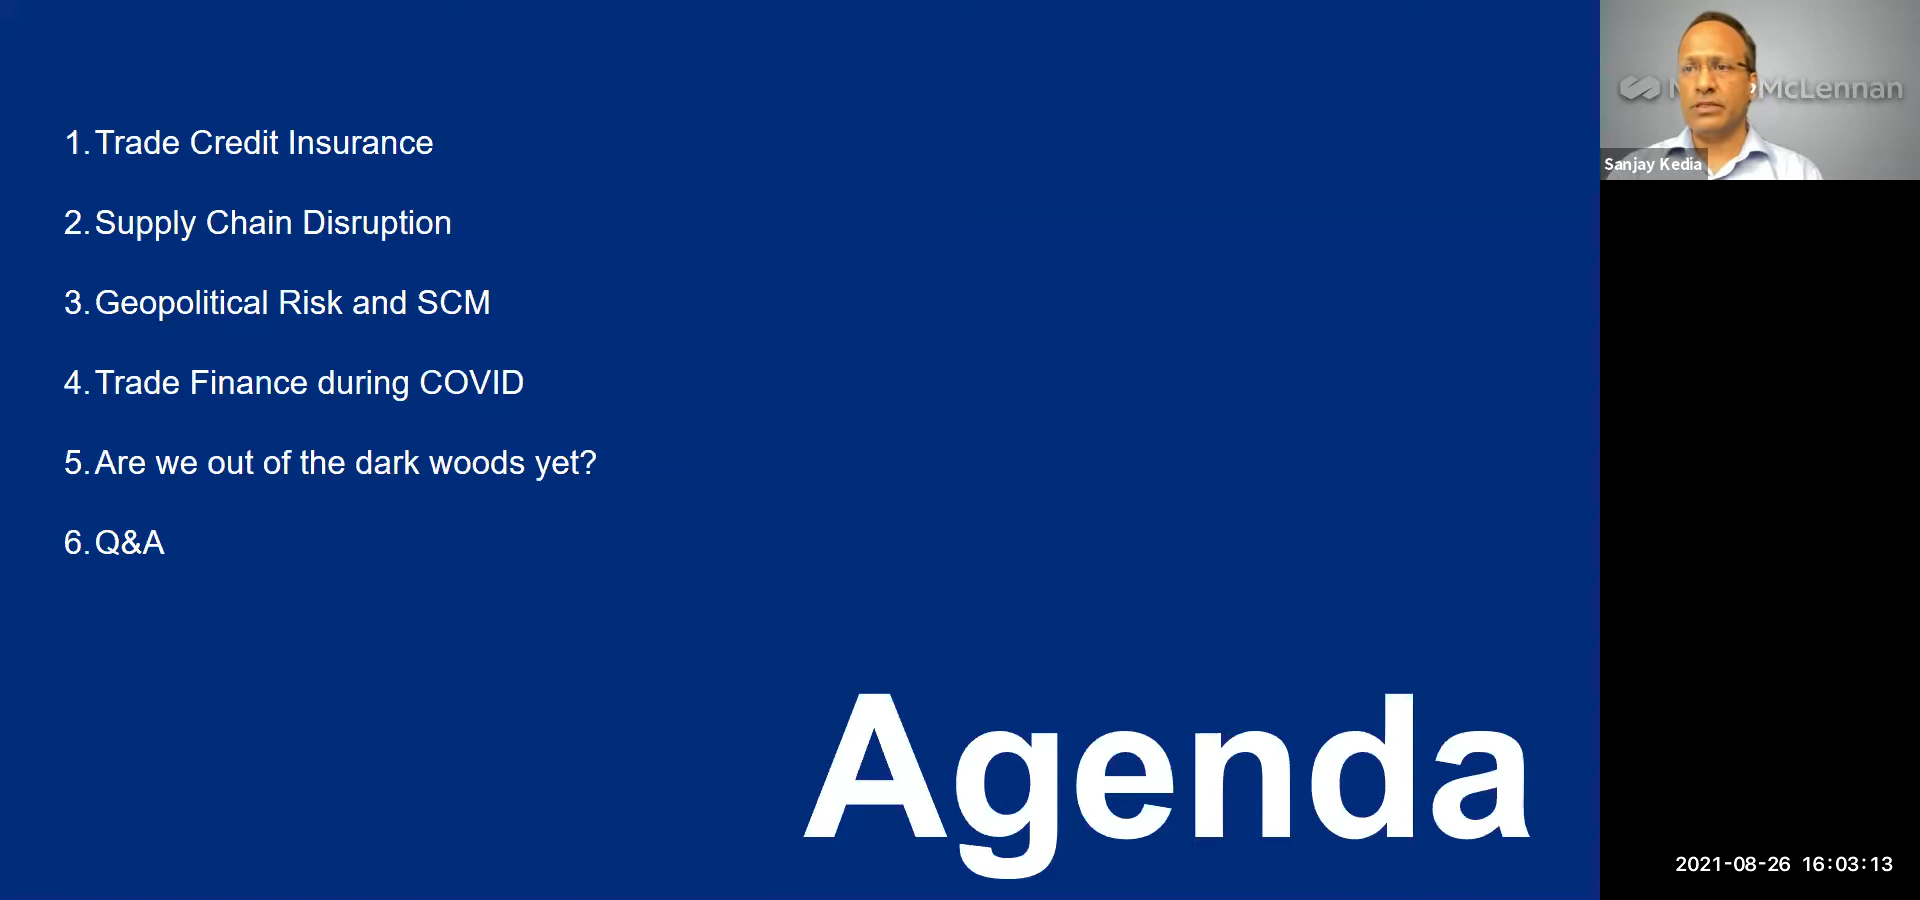 1. Trade Credit Insurance
2. Supply Chain Disruption
3. Geopolitical Risk and SCM
4. Trade Finance during COVID
5. Are we out of the dark woods yet?
6. Q&A
Agenda
McLennan
Sanjay Kedia
2021-08-26 16:03:13